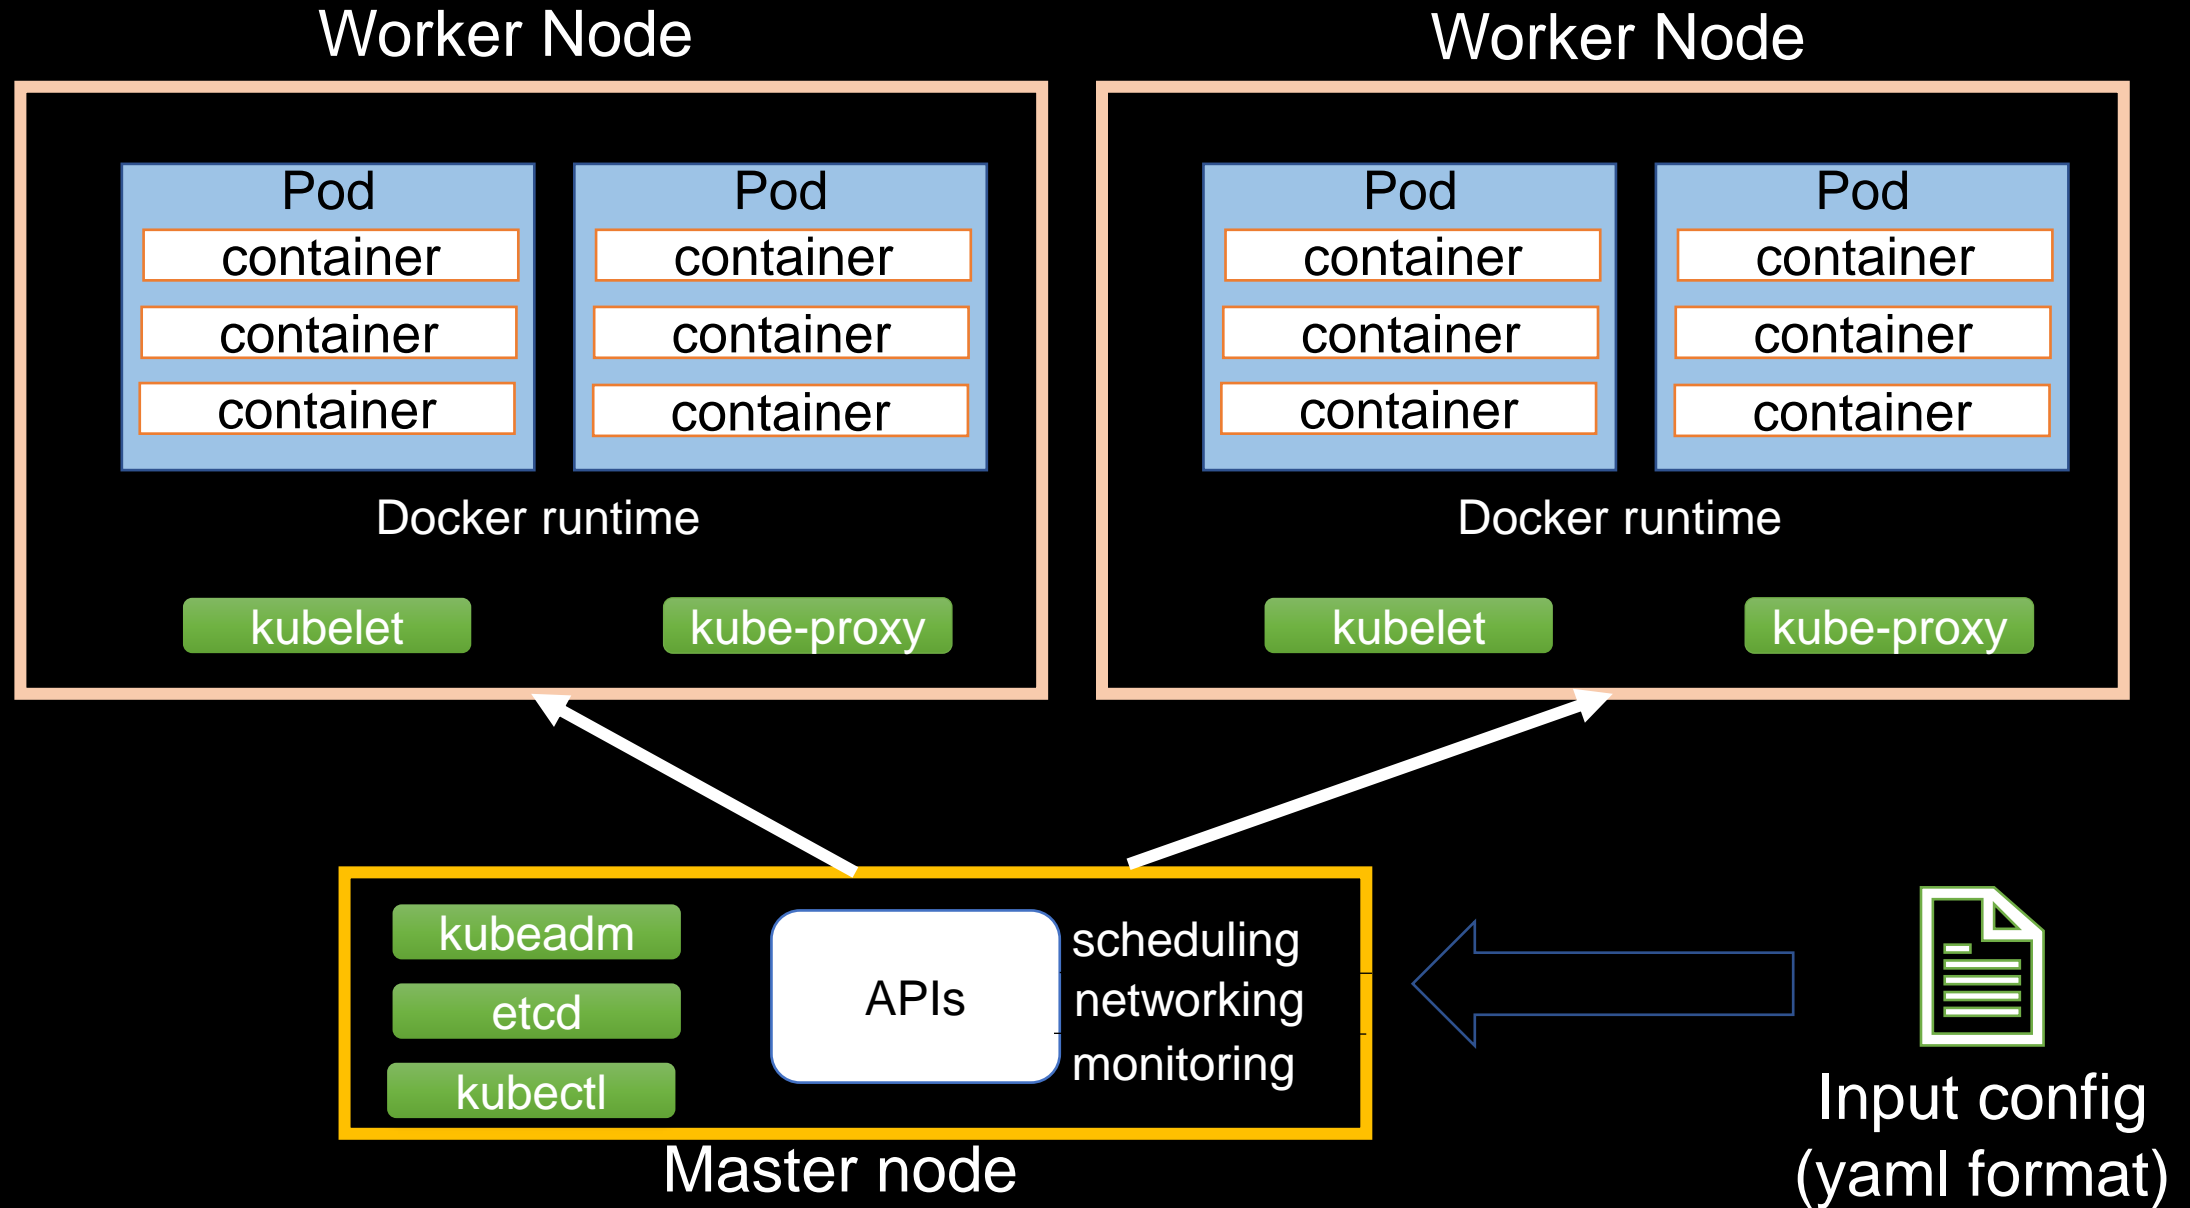 Worker Node
Pod
container
container
container
Pod
container
container
container
Docker runtime
kubelet
kube-proxy
Worker Node
Pod
container
container
container
Pod
container
container
container
Docker runtime
kubelet
kube-proxy
kubeadm
etcd
kubectl
APIs
scheduling
networking
monitoring
Master node
Input config
(yaml format)